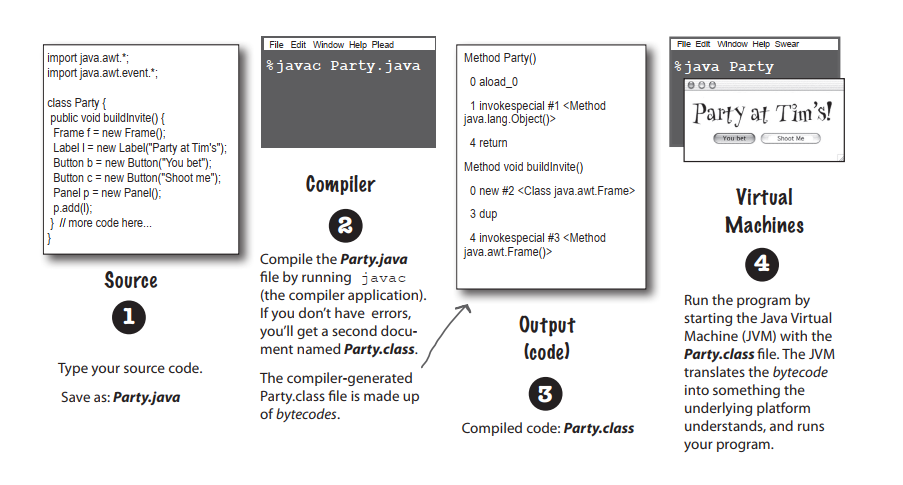 import java.awt.*;
import java.awt.event.*;
class Party {
public void buildInvite() {
Frame f = new Frame();
Label l = new Label("Party at Tim's");
Button b = new Button("You bet");
Button c = new Button("Shoot me");
Panel p = new Panel();
p.add(l);
} // more code here...
}
Source
1
Type your source code.
Save as: Party.java
File Edit Window Help Plead
%javac Party.java
Compiler
2
Compile the Party.java
file by running javac
(the compiler application).
If you don't have errors,
you'll get a second docu-
ment named Party.class.
The compiler-generated
Party.class file is made up
of bytecodes.
Method Party()
0 aload_0
1 invokespecial #1 <Method
java.lang.Object()>
4 return
Method void buildInvite()
0 new #2 <Class java.awt.Frame>
3 dup
4 invokespecial #3 <Method
java.awt.Frame()>
Output
(code)
3
Compiled code: Party.class
File Edit Window Help Swear
%java Party
Party at Tim's!
You bet
Shoot Me
Virtual
Machines
4
Run the program by
starting the Java Virtual
Machine (JVM) with the
Party.class file. The JVM
translates the bytecode
into something the
underlying platform
understands, and runs
your program.